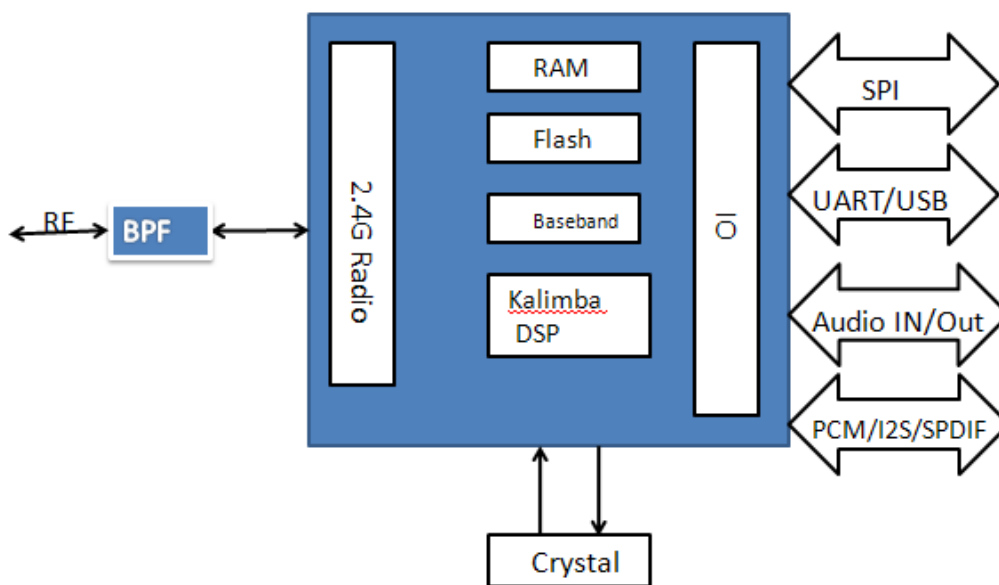 RF
BPF
2.4G Radio
RAM
Flash
Baseband
Kalimba
DSP
IO
SPI
UART/USB
Audio IN/Out
PCM/I2S/SPDIF
Crystal